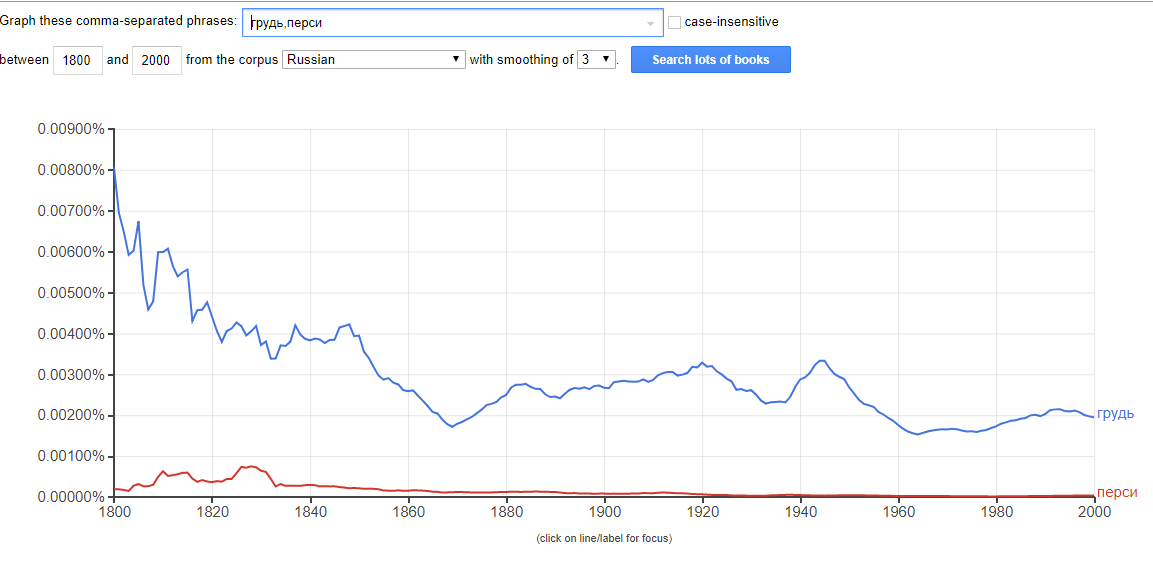 Graph these comma-separated phrases: грудь,перси case-insensitive
between 1800 and 2000 from the corpus Russian with smoothing of 3 . Search lots of books
0.00900%
0.00800%
0.00700%
0.00600%
0.00500%
0.00400%
0.00300%
0.00200%
грудь
0.00100%
перси
0.00000%
1800 1820 1840 1860 1880 1900 1920 1940 1960 1980 2000
(click on line/label for focus)